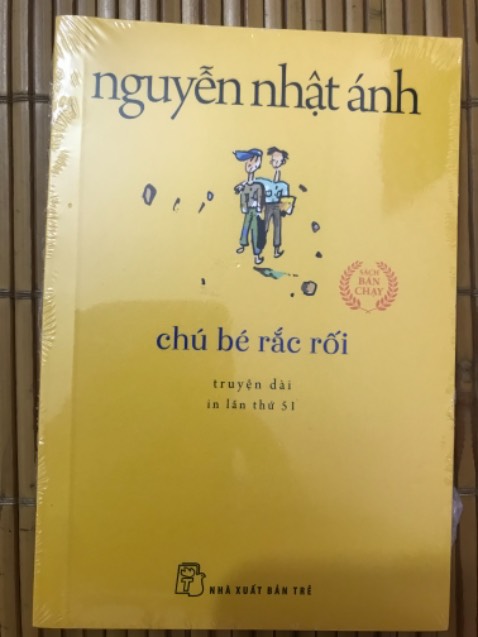 nguyễn nhật ánh
SÁCH
BÁN
CHẠY
chú bé rắc rối
truyện dài
in lần thứ 51
NHÀ XUẤT BẢN TRẺ